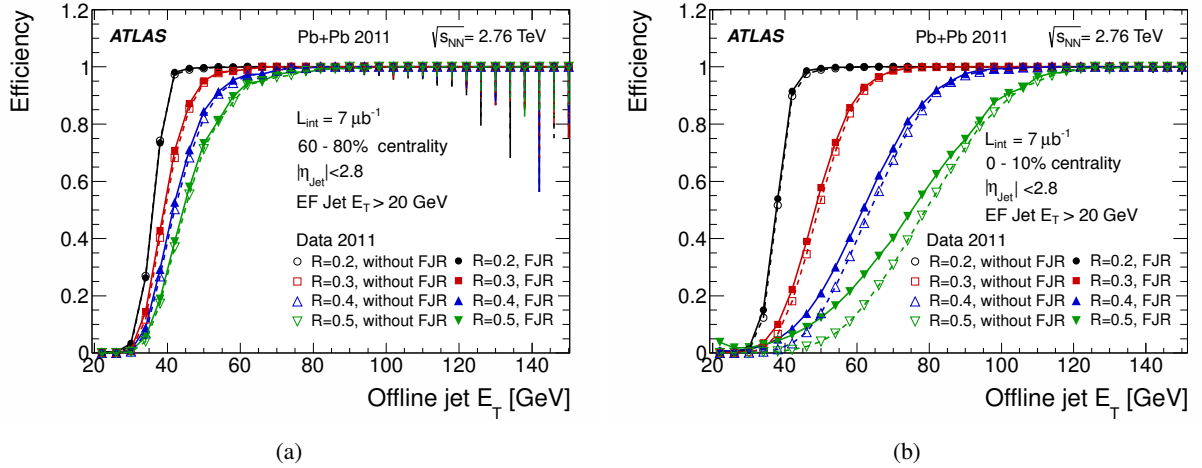 Efficiency
1.2
1
0.8
0.6
0.4
0.2
0
ATLAS
Pb+Pb 2011
√s_NN = 2.76 TeV
L_int = 7 μb⁻¹
60 - 80% centrality
|η_Jet| <2.8
EF Jet E_T > 20 GeV
Data 2011
R=0.2, without FJR
R=0.2, FJR
R=0.3, without FJR
R=0.3, FJR
R=0.4, without FJR
R=0.4, FJR
R=0.5, without FJR
R=0.5, FJR
20 40 60 80 100 120 140
Offline jet E_T [GeV]
(a)
Efficiency
1.2
1
0.8
0.6
0.4
0.2
0
ATLAS
Pb+Pb 2011
√s_NN = 2.76 TeV
L_int = 7 μb⁻¹
0 - 10% centrality
|η_Jet| <2.8
EF Jet E_T > 20 GeV
Data 2011
R=0.2, without FJR
R=0.2, FJR
R=0.3, without FJR
R=0.3, FJR
R=0.4, without FJR
R=0.4, FJR
R=0.5, without FJR
R=0.5, FJR
20 40 60 80 100 120 140
Offline jet E_T [GeV]
(b)